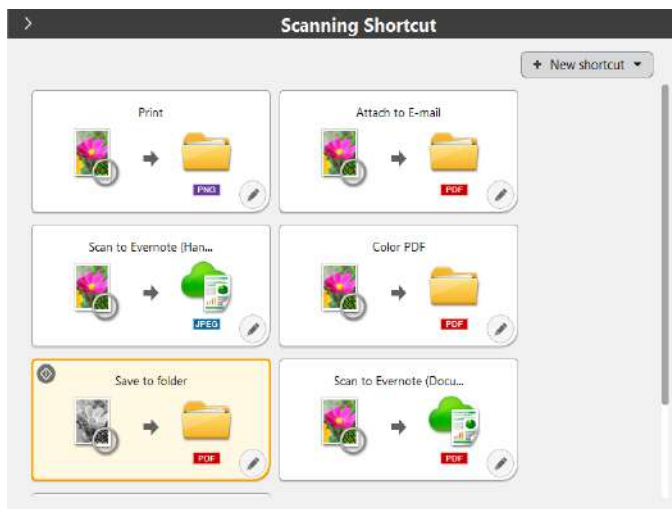 Scanning Shortcut
+ New shortcut
Print
PNG
Attach to E-mail
PDF
Scan to Evernote (Han...
JPEG
Color PDF
PDF
Save to folder
PDF
Scan to Evernote (Docu...
PDF